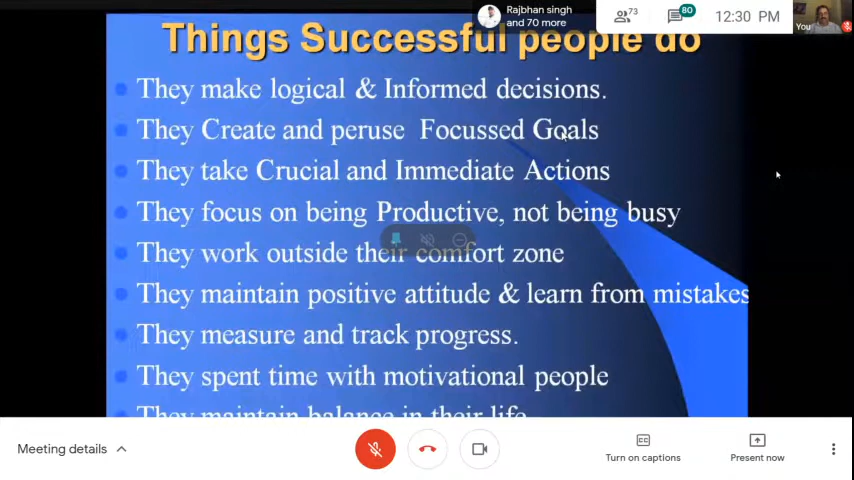 Rajbhan singh
and 70 more
73
80
12:30 PM
You
Things Successful people do
They make logical & Informed decisions.
They Create and peruse Focussed Goals
They take Crucial and Immediate Actions
They focus on being Productive, not being busy
They work outside their comfort zone
They maintain positive attitude & learn from mistakes
They measure and track progress.
They spent time with motivational people
They maintain balance in their life
Meeting details
CC
Turn on captions
Present now